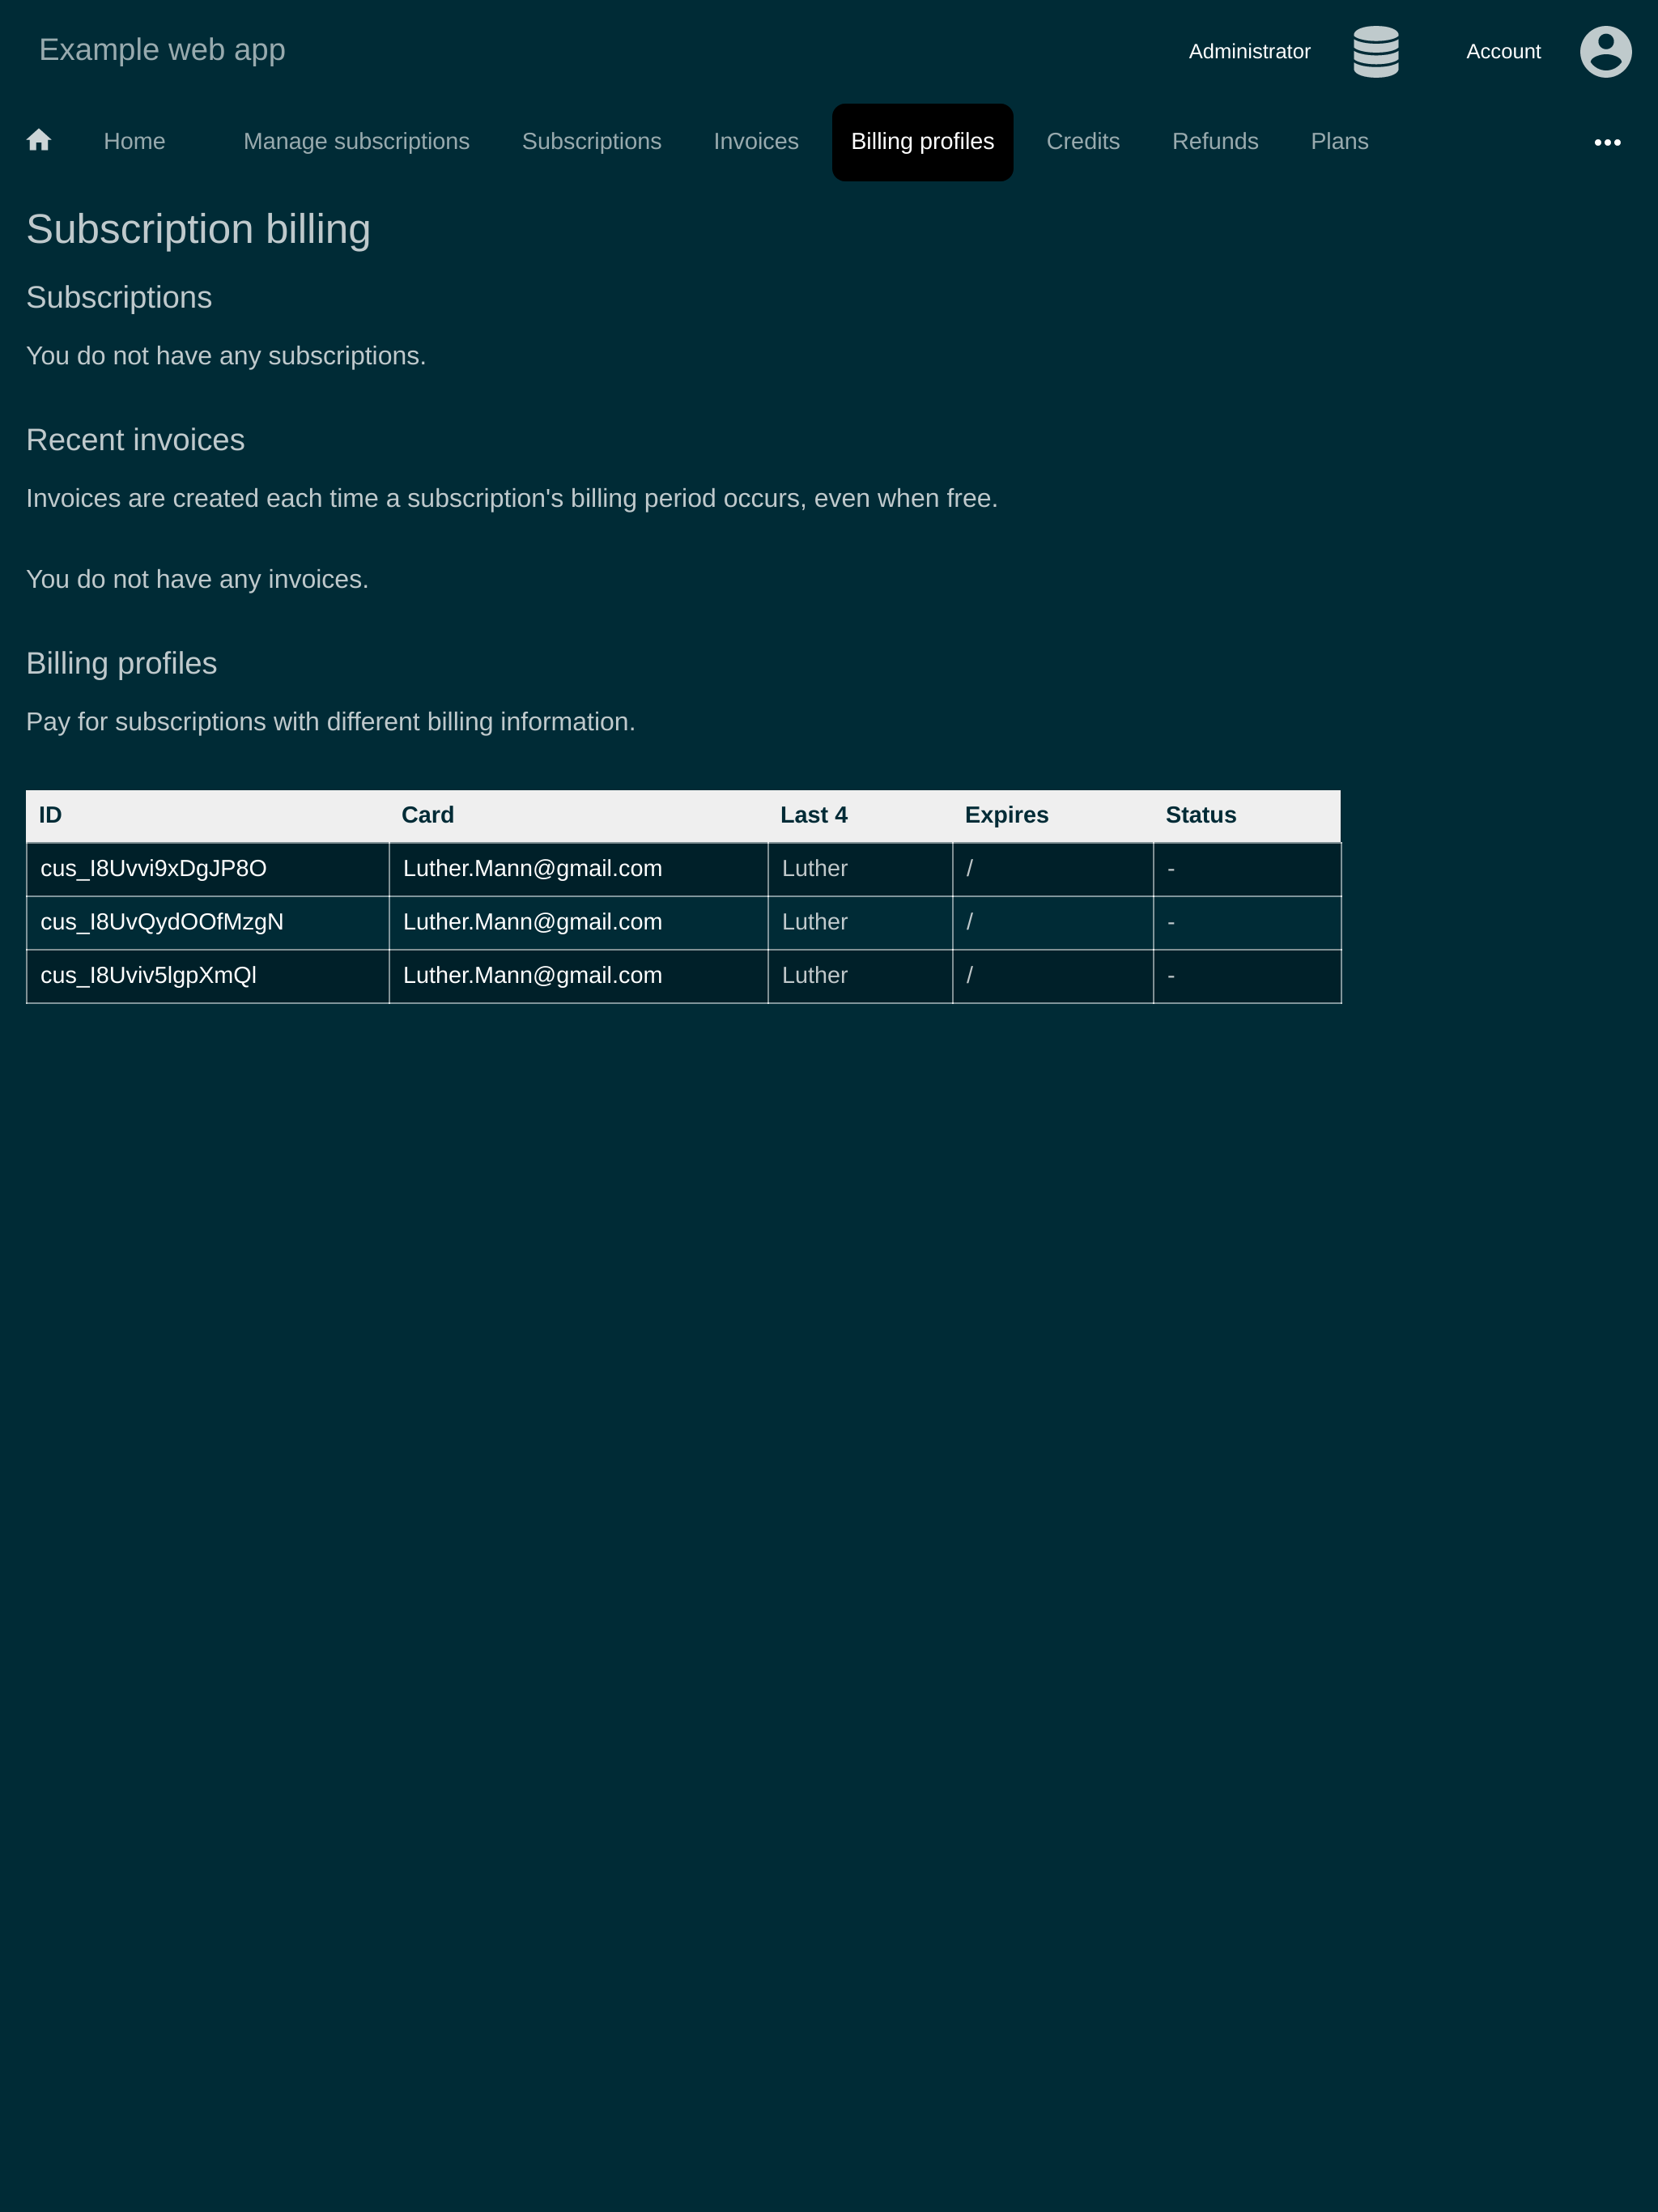 Example web app
Administrator
Account
Home Manage subscriptions Subscriptions Invoices Billing profiles Credits Refunds Plans
Subscription billing
Subscriptions
You do not have any subscriptions.
Recent invoices
Invoices are created each time a subscription's billing period occurs, even when free.
You do not have any invoices.
Billing profiles
Pay for subscriptions with different billing information.
ID Card Last 4 Expires Status
cus_I8Uvvi9xDgJP8O Luther.Mann@gmail.com Luther / -
cus_I8UvQydOOfMzgN Luther.Mann@gmail.com Luther / -
cus_I8Uviv5lgpXmQl Luther.Mann@gmail.com Luther / -